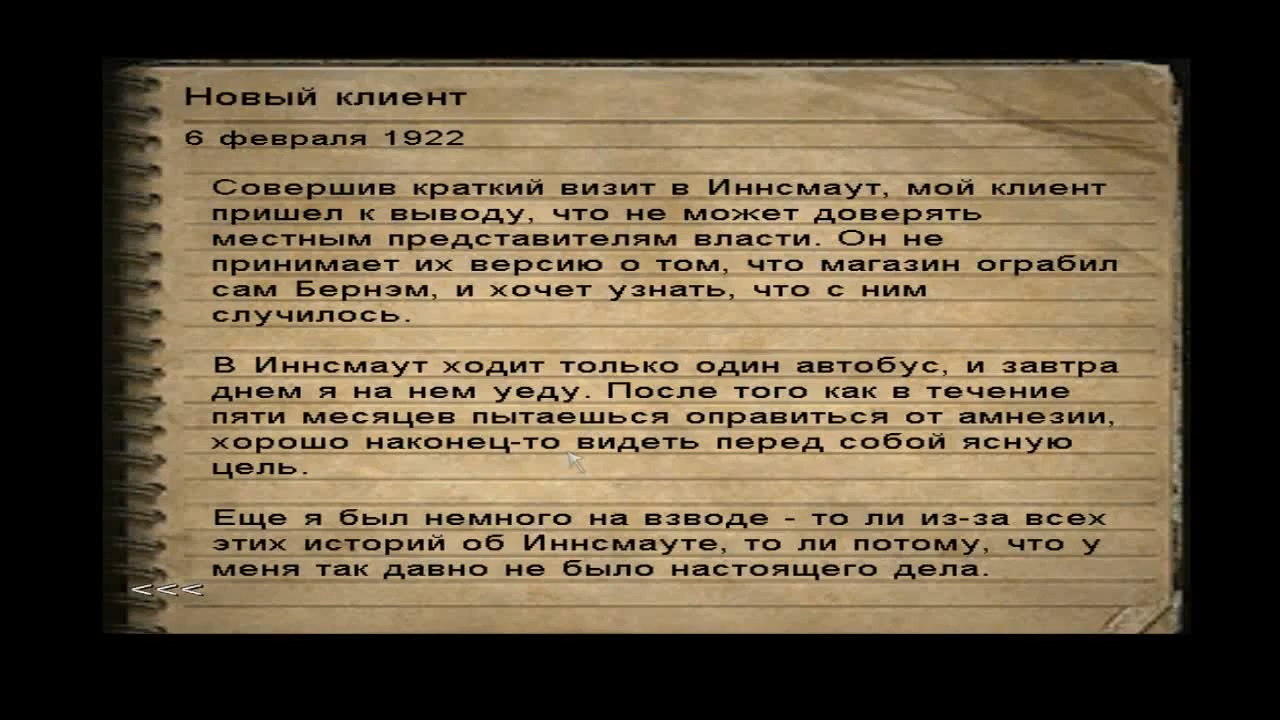 Новый клиент
6 февраля 1922
Совершив краткий визит в Иннсмаут, мой клиент
пришел к выводу, что не может доверять
местным представителям власти. Он не
принимает их версию о том, что магазин ограбил
сам Бернэм, и хочет узнать, что с ним
случилось.
В Иннсмаут ходит только один автобус, и завтра
днем я на нем уеду. После того как в течение
пяти месяцев пытаешься оправиться от амнезии,
хорошо наконец-то видеть перед собой ясную
цель.
Еще я был немного на взводе - то ли из-за всех
этих историй об Иннсмауте, то ли потому, что у
меня так давно не было настоящего дела.
<<<